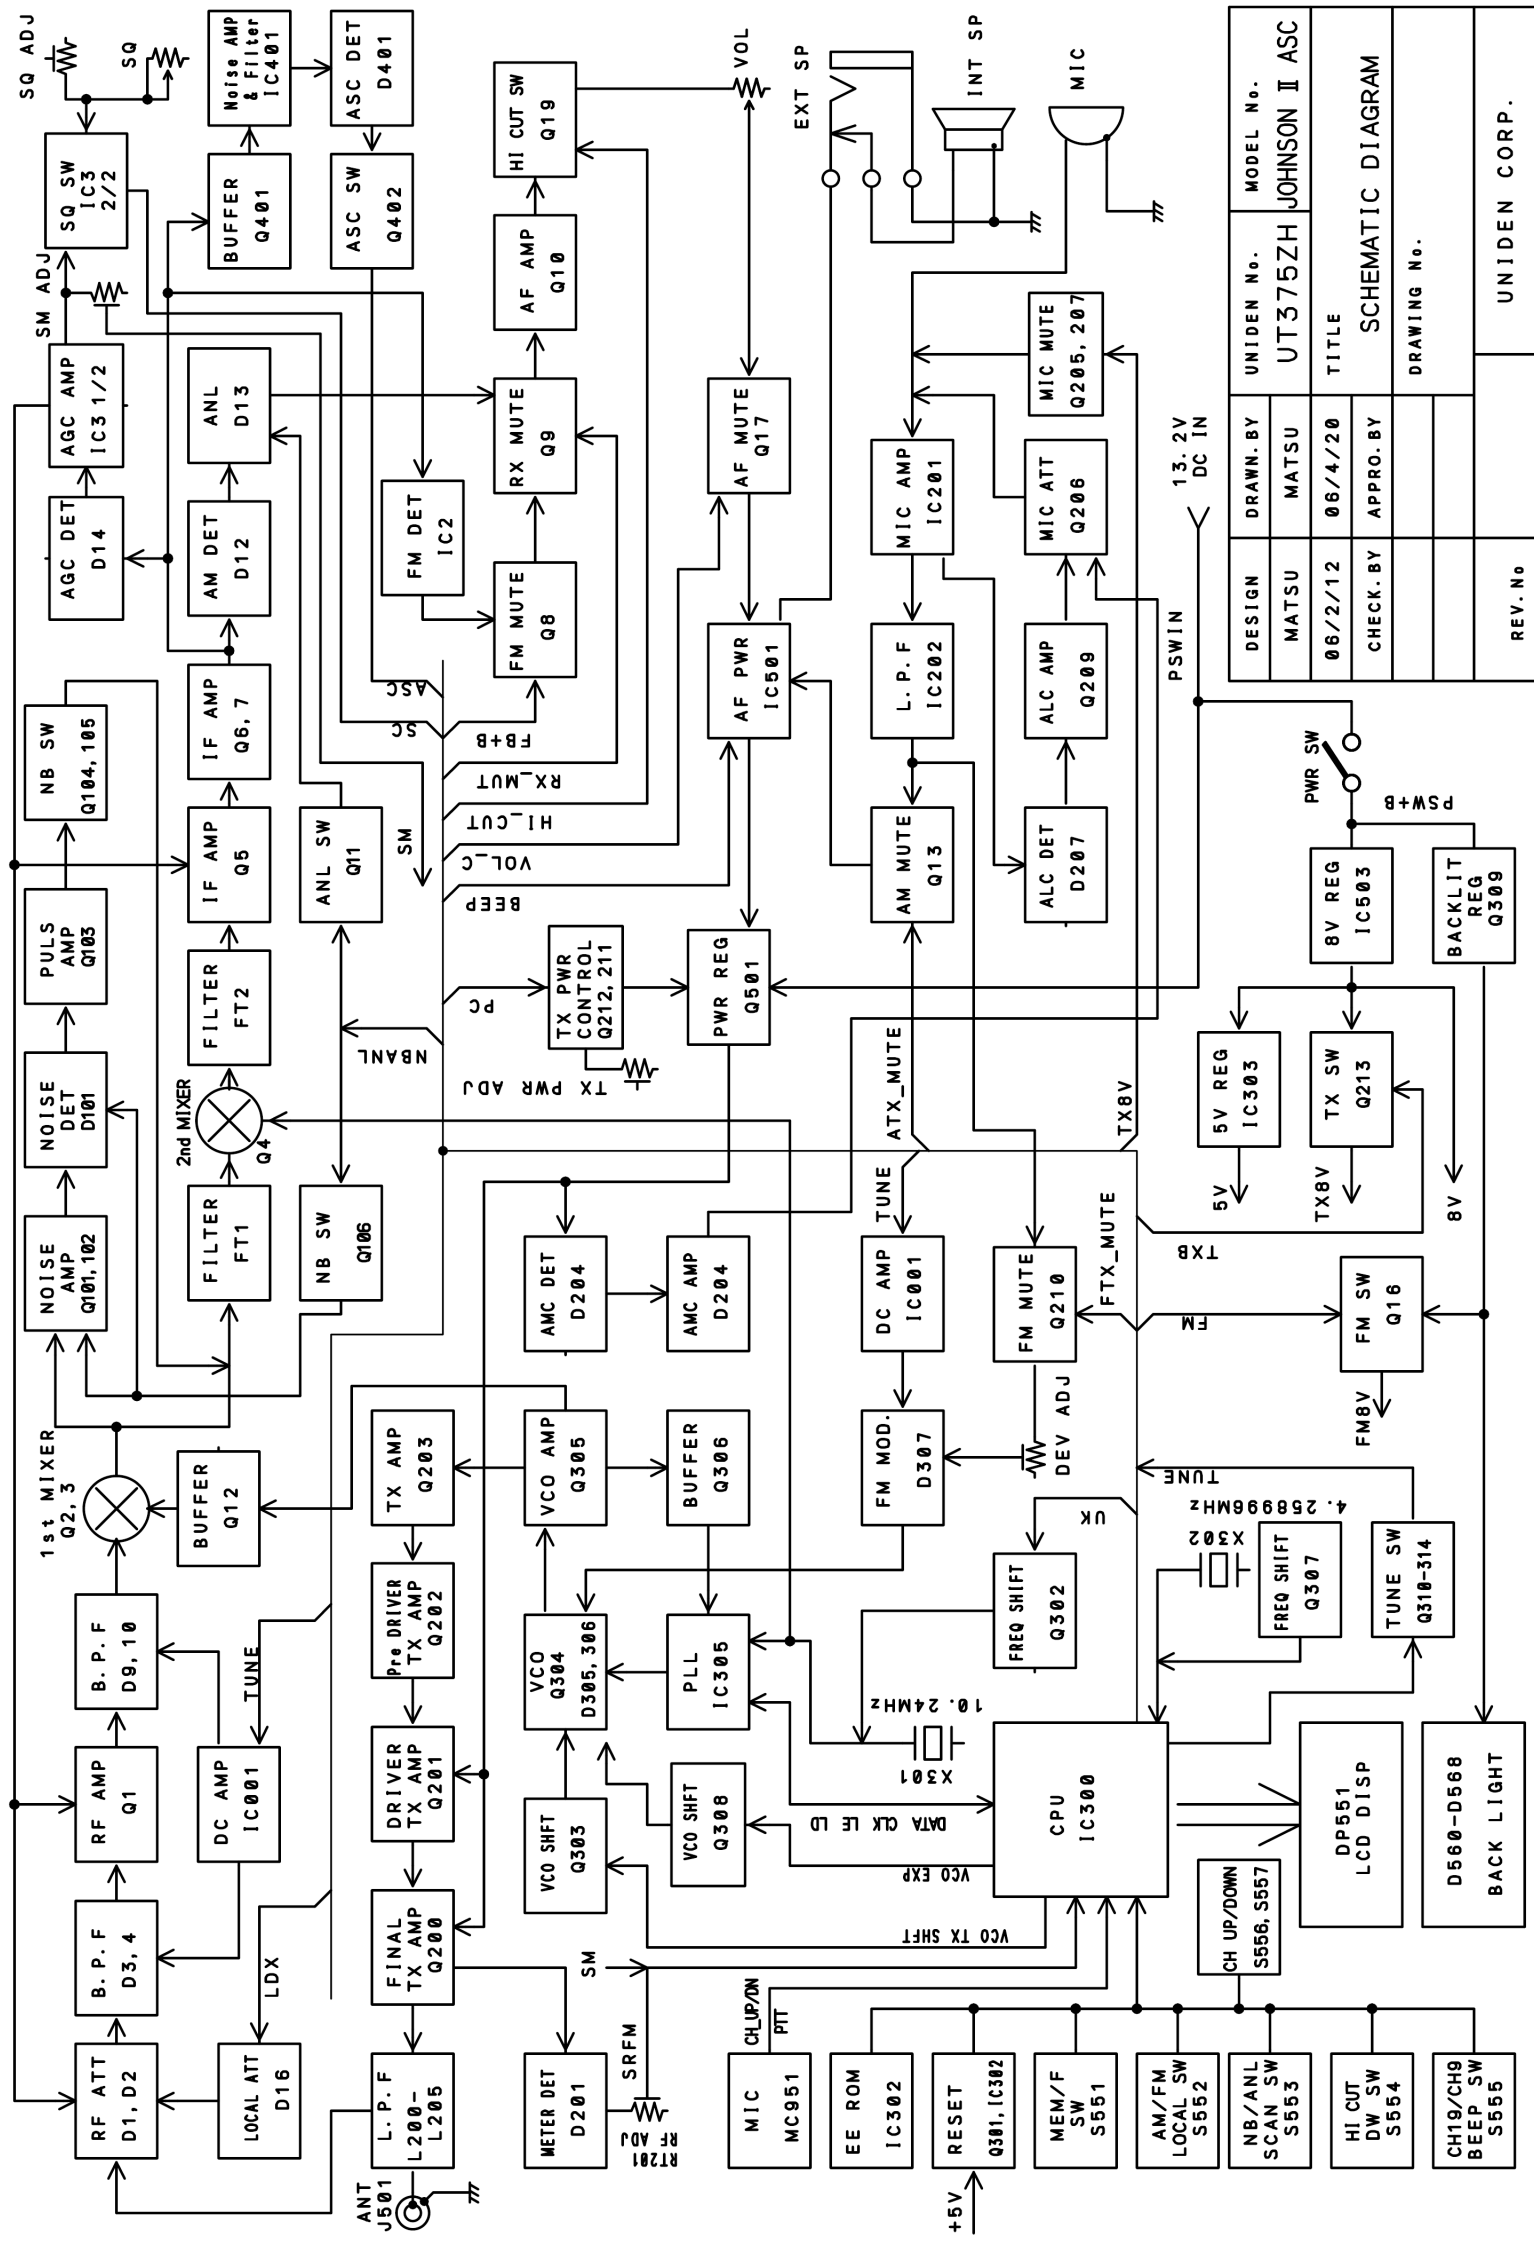 RF ATT
D1, D2
B.P.F
D3, 4
RF AMP
Q1
B.P.F
D9, 10
1st MIXER
Q2, 3
NOISE
AMP
Q101, 102
NOISE
DET
D101
PULS
AMP
Q103
NB SW
Q104, 105
AGC DET
D14
AGC AMP
IC3 1/2
SM ADJ
SQ SW
IC3
2/2
SQ ADJ
SQ
LOCAL ATT
D16
LDX
DC AMP
IC001
TUNE
BUFFER
Q12
FILTER
FT1
2nd MIXER
Q4
FILTER
FT2
IF AMP
Q5
IF AMP
Q6, 7
AM DET
D12
ANL
D13
BUFFER
Q401
Noise AMP
& Filter
IC401
NB SW
Q106
NBANL
ANL SW
Q11
ASC SW
Q402
ASC DET
D401
ANT
J501
L.P.F
L200-
L205
FINAL
TX AMP
Q200
DRIVER
TX AMP
Q201
Pre DRIVER
TX AMP
Q202
TX AMP
Q203
SM
ASC
SC
FB+B
RX_MUT
HI_CUT
VOL_C
BEEP
PC
FM DET
IC2
FM MUTE
Q8
RX MUTE
Q9
AF AMP
Q10
HI CUT SW
Q19
METER DET
D201
RT201
RF ADJ
SRFM
SM
VCO SHFT
Q303
VCO
Q304
D305, 306
VCO AMP
Q305
AMC DET
D204
TX PWR ADJ
TX PWR
CONTROL
Q212, 211
VCO SHFT
Q308
PLL
IC305
BUFFER
Q306
AMC AMP
D204
PWR REG
Q501
AF PWR
IC501
AF MUTE
Q17
VOL
EXT SP
INT SP
MIC
MIC
MC951
CH_UP/DN
PTT
VCO TX SHFT
VCO EXP
DATA CLK LE LD
X301
10.24MHz
FM MOD.
D307
DC AMP
IC001
TUNE
ATX_MUTE
AM MUTE
Q13
L.P.F
IC202
MIC AMP
IC201
EE ROM
IC302
RESET
Q301, IC302
+5V
CPU
IC300
FREQ SHIFT
Q302
UK
DEV ADJ
FM MUTE
Q210
FTX_MUTE
TX8V
ALC DET
D207
ALC AMP
Q209
MIC ATT
Q206
MIC MUTE
Q205, 207
MEM/F
SW
S551
AM/FM
LOCAL SW
S552
NB/ANL
SCAN SW
S553
HI CUT
DW SW
S554
CH19/CH9
BEEP SW
S555
CH UP/DOWN
S556, S557
DP551
LCD DISP
D560-D568
BACK LIGHT
X302
4.258996MHz
FREQ SHIFT
Q307
TUNE SW
Q310-314
TUNE
FM
TXB
FM SW
Q16
FM8V
5V
TX8V
8V
5V REG
IC303
TX SW
Q213
8V REG
IC503
BACKLIT
REG
Q309
PWR SW
PSW+B
PSWIN
13.2V
DC IN
DESIGN
DRAWN.BY
UNIDEN No.
MODEL No.
MATSU
MATSU
UT375ZH
JOHNSON II ASC
06/2/12
06/4/20
TITLE
SCHEMATIC DIAGRAM
CHECK.BY
APPRO.BY
DRAWING No.
REV.No
UNIDEN CORP.